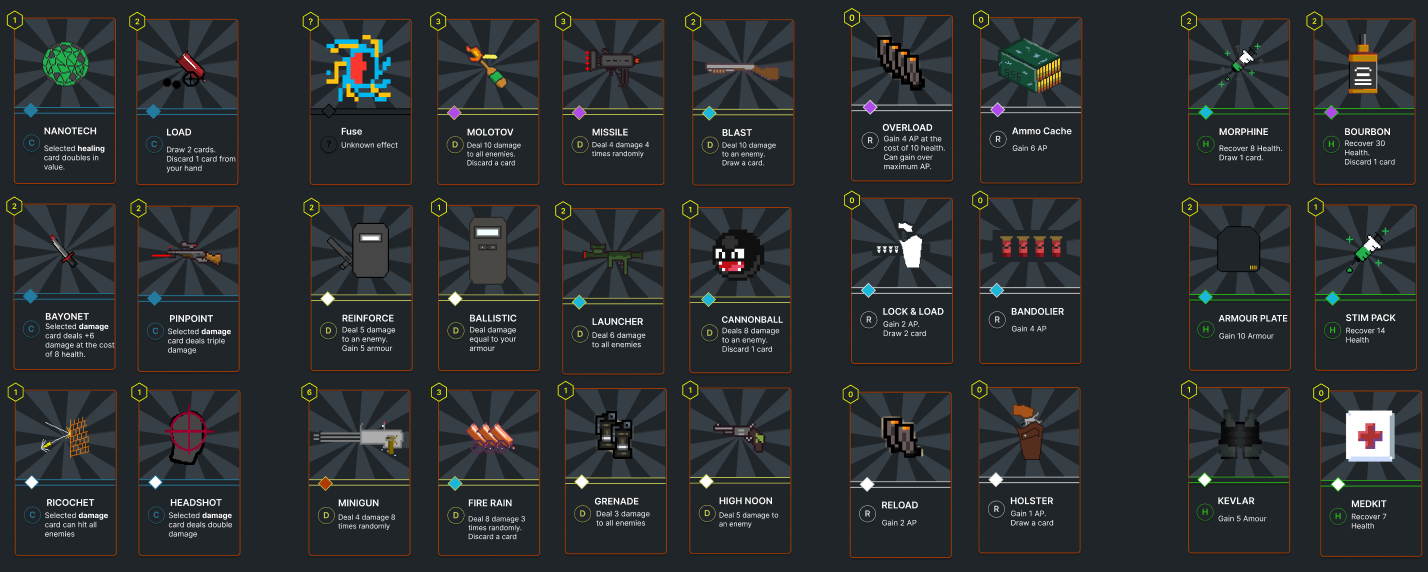 1
NANOTECH
C
Selected healing
card doubles in
value.
2
LOAD
C
Draw 2 cards.
Discard 1 card from
your hand
?
Fuse
?
Unknown effect
3
MOLOTOV
D
Deal 10 damage
to all enemies.
Discard a card
3
MISSILE
D
Deal 4 damage 4
times randomly
2
BLAST
D
Deal 10 damage
to an enemy.
Draw a card.
0
OVERLOAD
R
Gain 4 AP at the
cost of 10 health.
Can gain over
maximum AP.
0
Ammo Cache
R
Gain 6 AP
2
MORPHINE
H
Recover 8 Health.
Draw 1 card.
2
BOURBON
H
Recover 30
Health.
Discard 1 card
2
BAYONET
C
Selected damage
card deals +6
damage at the cost
of 8 health.
2
PINPOINT
C
Selected damage
card deals triple
damage
2
REINFORCE
D
Deal 5 damage
to an enemy.
Gain 5 armour
1
BALLISTIC
D
Deal damage
equal to your
armour
2
LAUNCHER
D
Deal 6 damage
to all enemies
1
CANNONBALL
D
Deals 8 damage
to an enemy.
Discard 1 card
0
LOCK & LOAD
R
Gain 2 AP.
Draw 2 card
0
BANDOLIER
R
Gain 4 AP
2
ARMOUR PLATE
H
Gain 10 Armour
1
STIM PACK
H
Recover 14
Health
1
RICOCHET
C
Selected damage
card can hit all
enemies
1
HEADSHOT
C
Selected damage
card deals double
damage
6
MINIGUN
D
Deal 4 damage 8
times randomly
3
FIRE RAIN
D
Deal 8 damage 3
times randomly.
Discard a card
1
GRENADE
D
Deal 3 damage
to all enemies
1
HIGH NOON
D
Deal 5 damage to
an enemy
0
RELOAD
R
Gain 2 AP
0
HOLSTER
R
Gain 1 AP.
Draw a card
1
KEVLAR
H
Gain 5 Amour
0
MEDKIT
H
Recover 7
Health